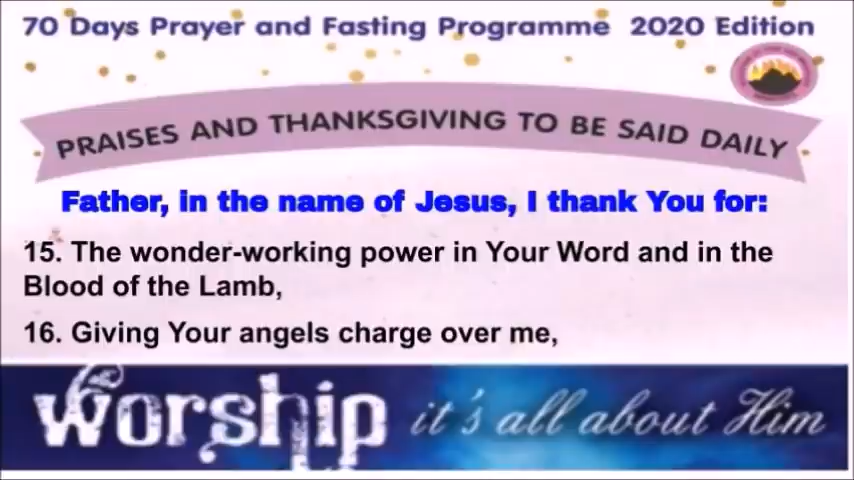 70 Days Prayer and Fasting Programme 2020 Edition
PRAISES AND THANKSGIVING TO BE SAID DAILY
Father, in the name of Jesus, I thank You for:
15. The wonder-working power in Your Word and in the
Blood of the Lamb,
16. Giving Your angels charge over me,
worship it's all about Him